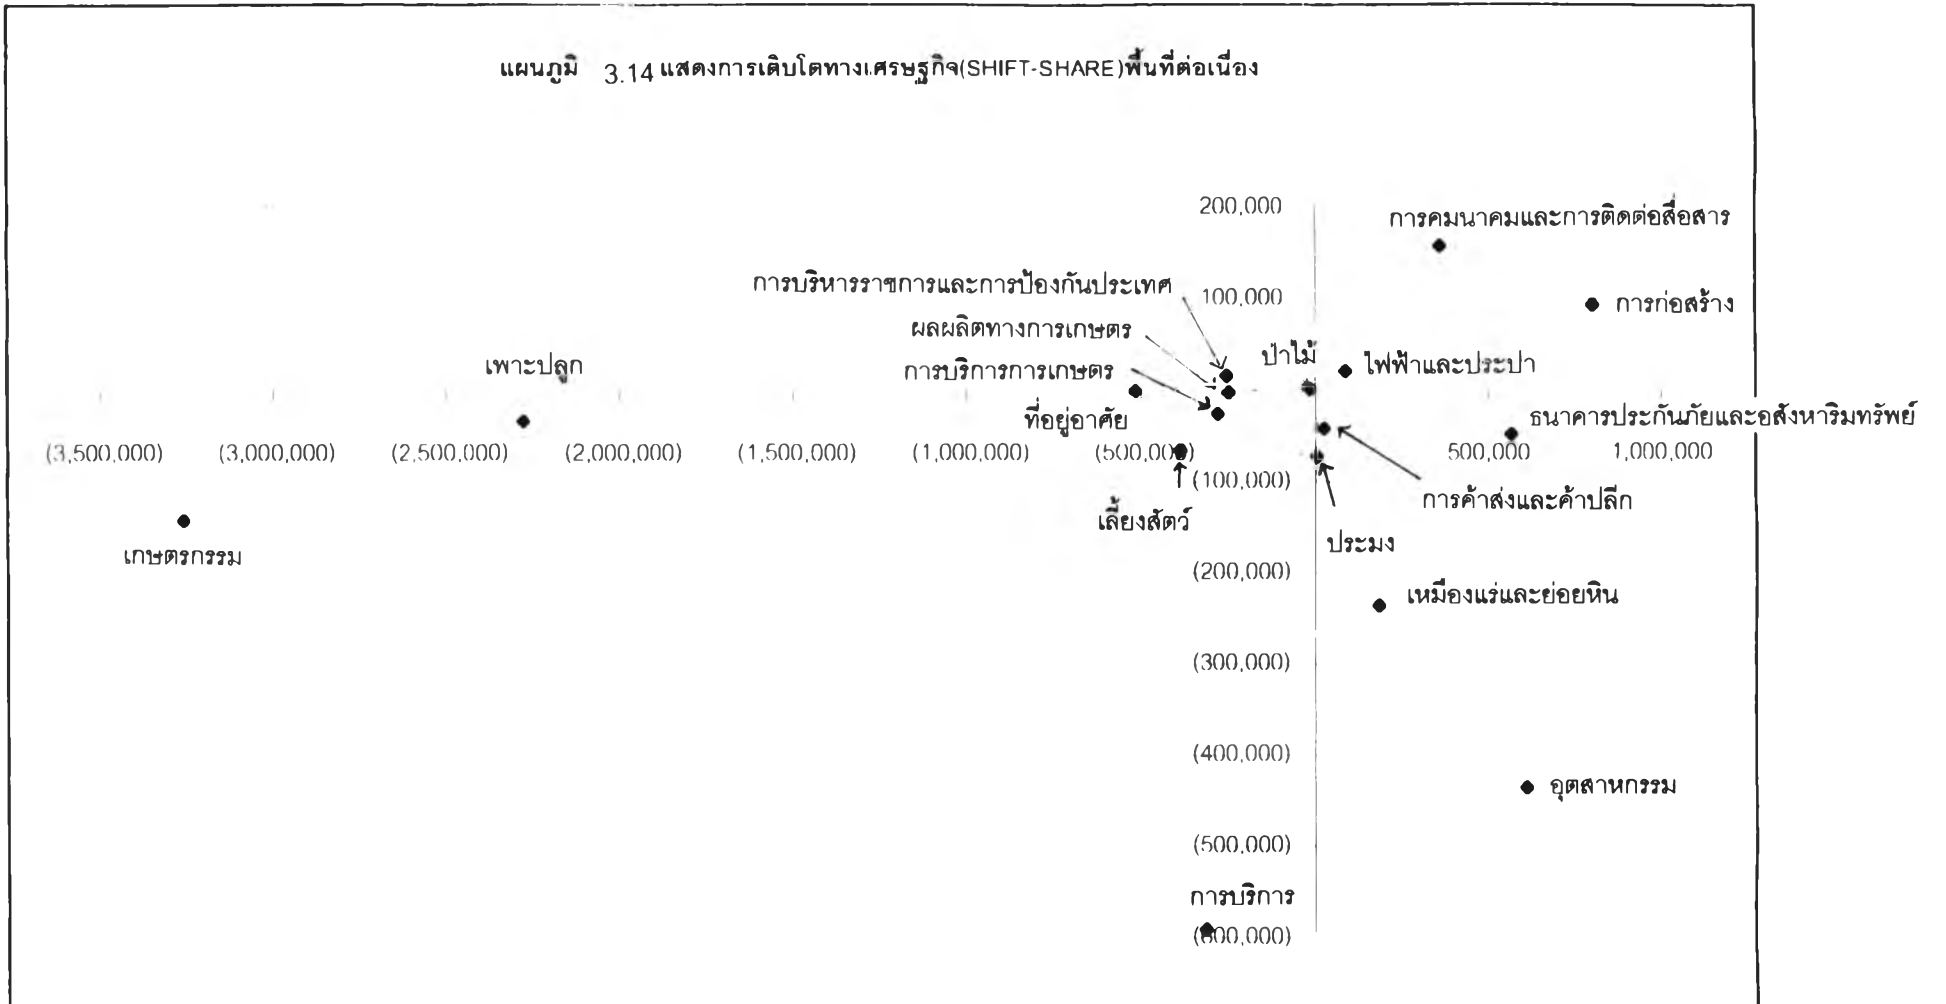 แผนภูมิ 3.14 แสดงการเติบโตทางเศรษฐกิจ(SHIFT-SHARE)พื้นที่ต่อเนื่อง
200,000
การคมนาคมและการติดต่อสื่อสาร
การบริหารราชการและการป้องกันประเทศ
100,000
การก่อสร้าง
ผลผลิตทางการเกษตร
ป่าไม้
ไฟฟ้าและประปา
เพาะปลูก
การบริการการเกษตร
ที่อยู่อาศัย
ธนาคารประกันภัยและอสังหาริมทรัพย์
(3,500,000) (3,000,000) (2,500,000) (2,000,000) (1,500,000) (1,000,000) (500,000) 500,000 1,000,000
(100,000)
การค้าส่งและค้าปลีก
เลี้ยงสัตว์
ประมง
เกษตรกรรม
(200,000)
เหมืองแร่และย่อยหิน
(300,000)
(400,000)
อุตสาหกรรม
(500,000)
การบริการ
(600,000)